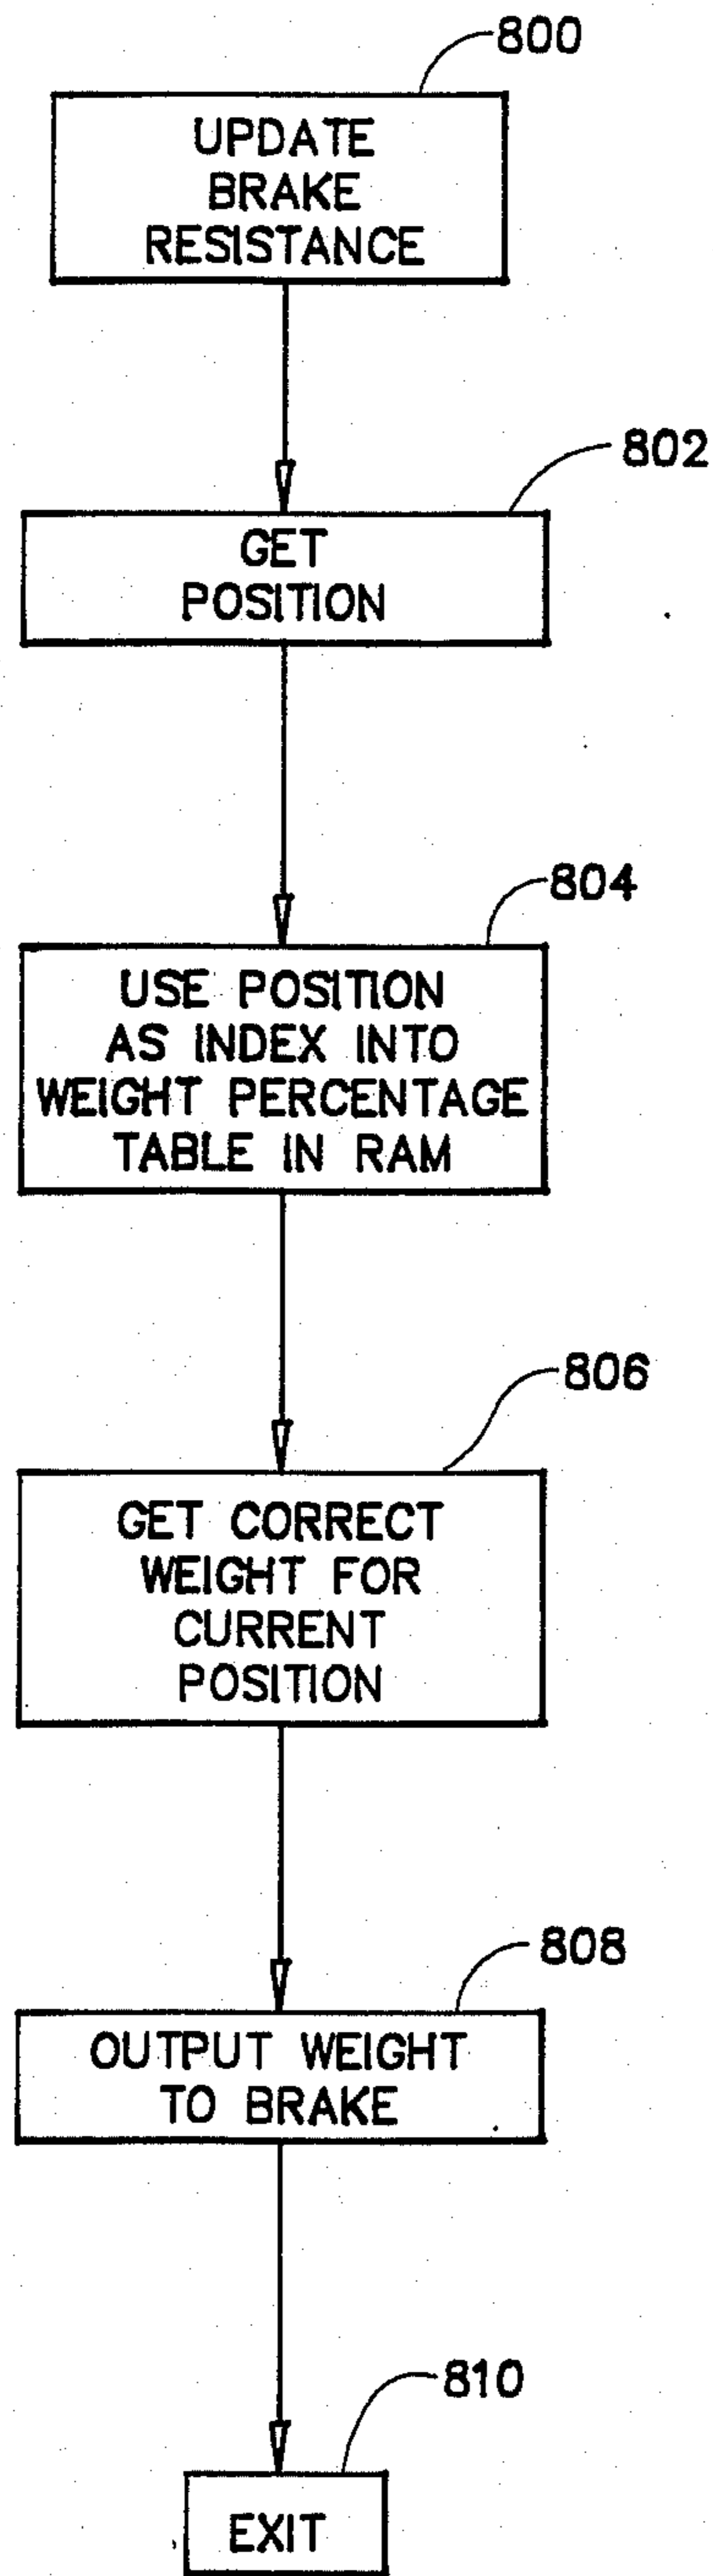 800
UPDATE
BRAKE
RESISTANCE
802
GET
POSITION
804
USE POSITION
AS INDEX INTO
WEIGHT PERCENTAGE
TABLE IN RAM
806
GET CORRECT
WEIGHT FOR
CURRENT
POSITION
808
OUTPUT WEIGHT
TO BRAKE
810
EXIT